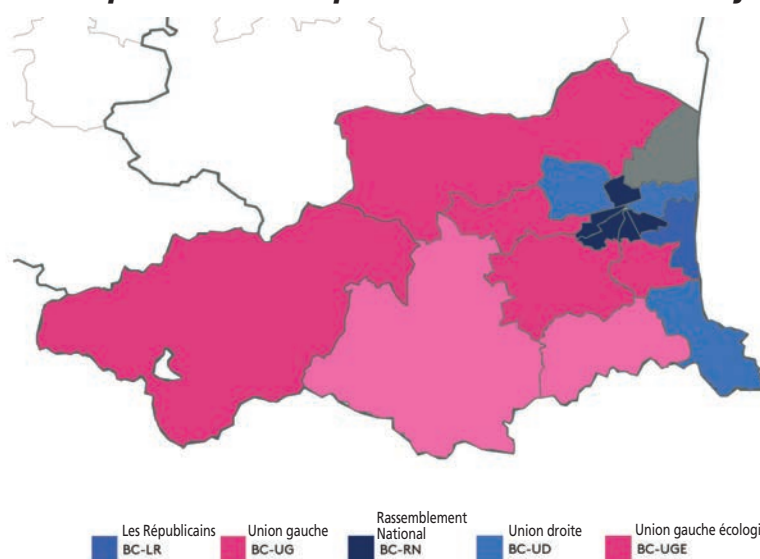 Les Républicains
BC-LR
Union gauche
BC-UG
Rassemblement
National
BC-RN
Union droite
BC-UD
Union gauche
BC-UGE